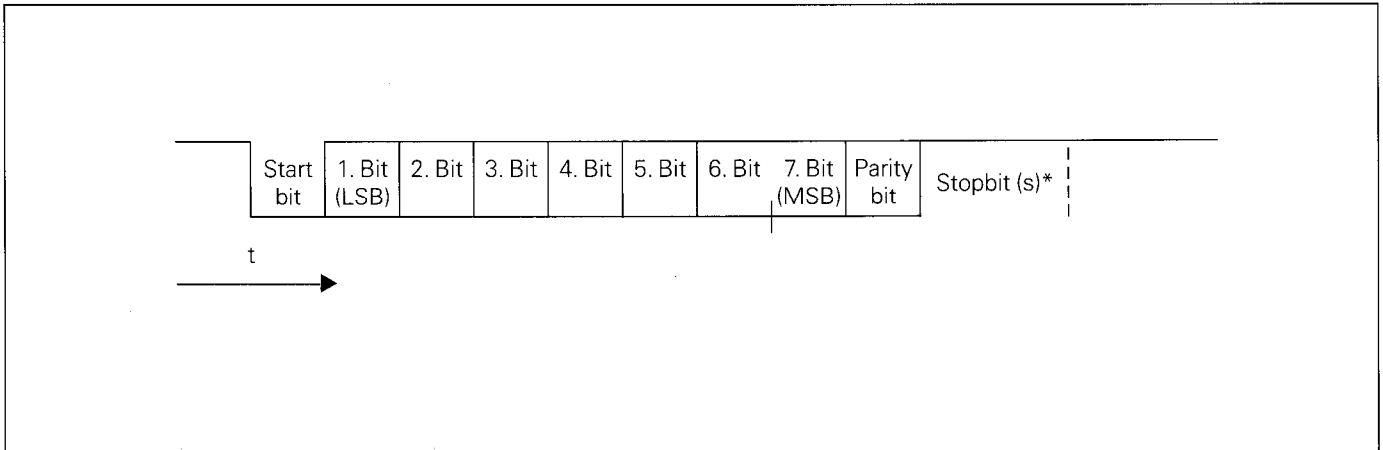 Start bit
1. Bit (LSB)
2. Bit
3. Bit
4. Bit
5. Bit
6. Bit
7. Bit (MSB)
Parity bit
Stopbit (s)*
t